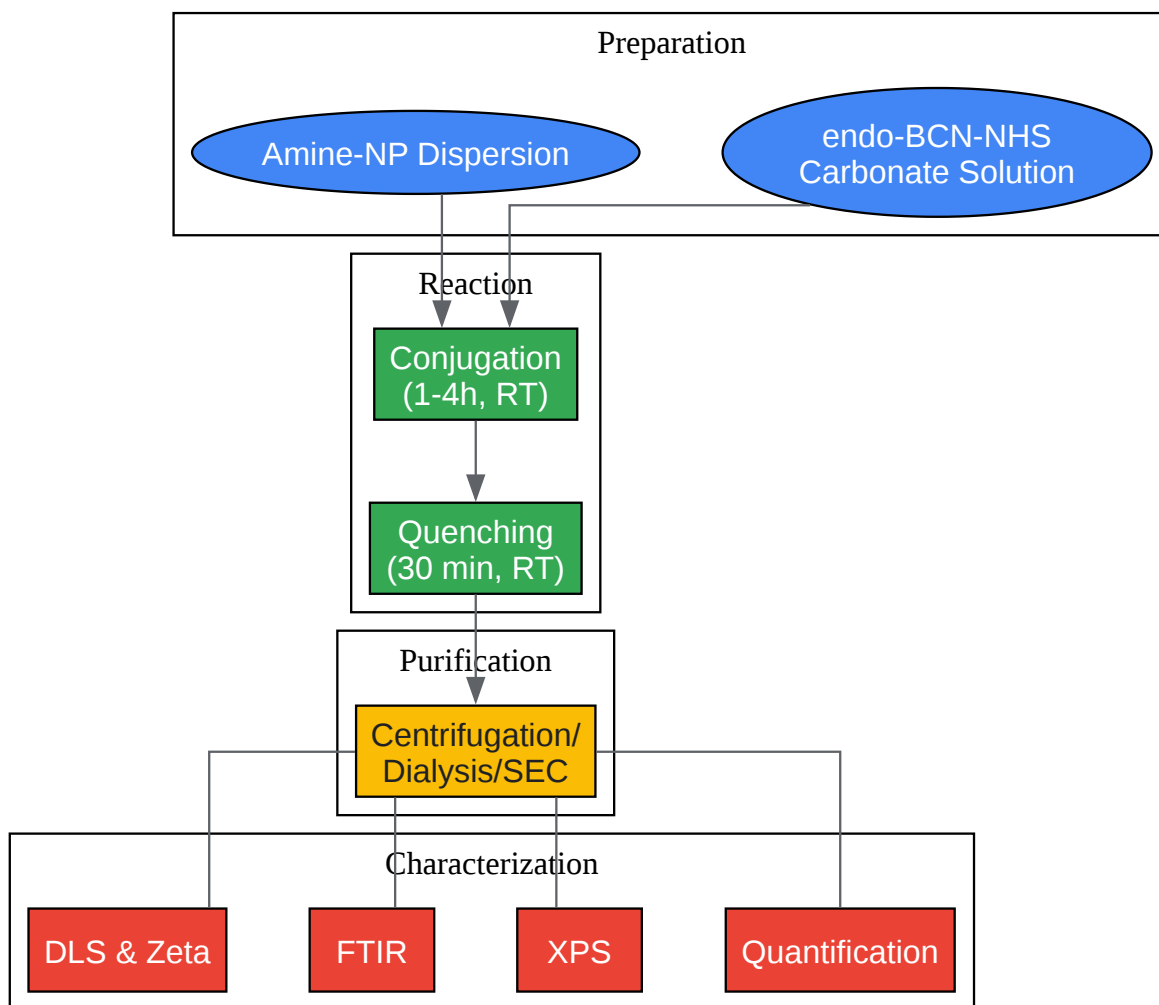 Preparation
Amine-NP Dispersion
endo-BCN-NHS
Carbonate Solution
Reaction
Conjugation
(1-4h, RT)
Quenching
(30 min, RT)
Purification
Centrifugation/
Dialysis/SEC
Characterization
DLS & Zeta
FTIR
XPS
Quantification